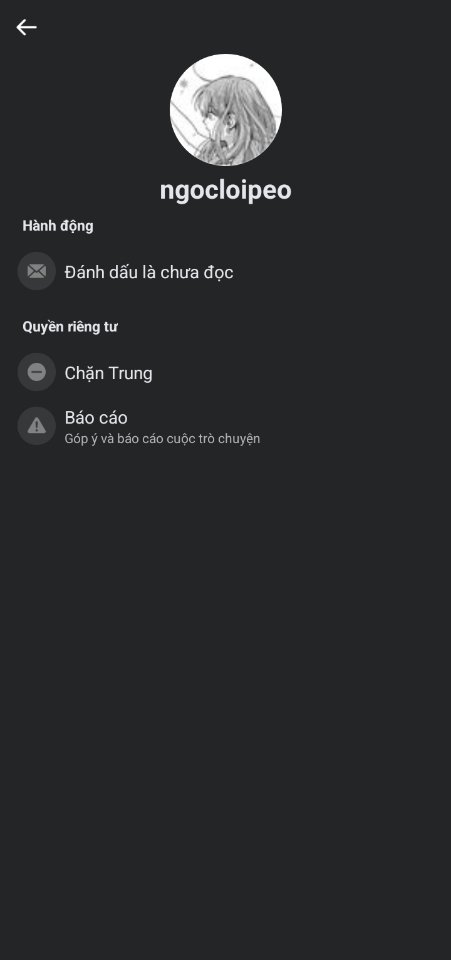 ngocloipeo
Hành động
Đánh dấu là chưa đọc
Quyền riêng tư
Chặn Trung
Báo cáo
Góp ý và báo cáo cuộc trò chuyện